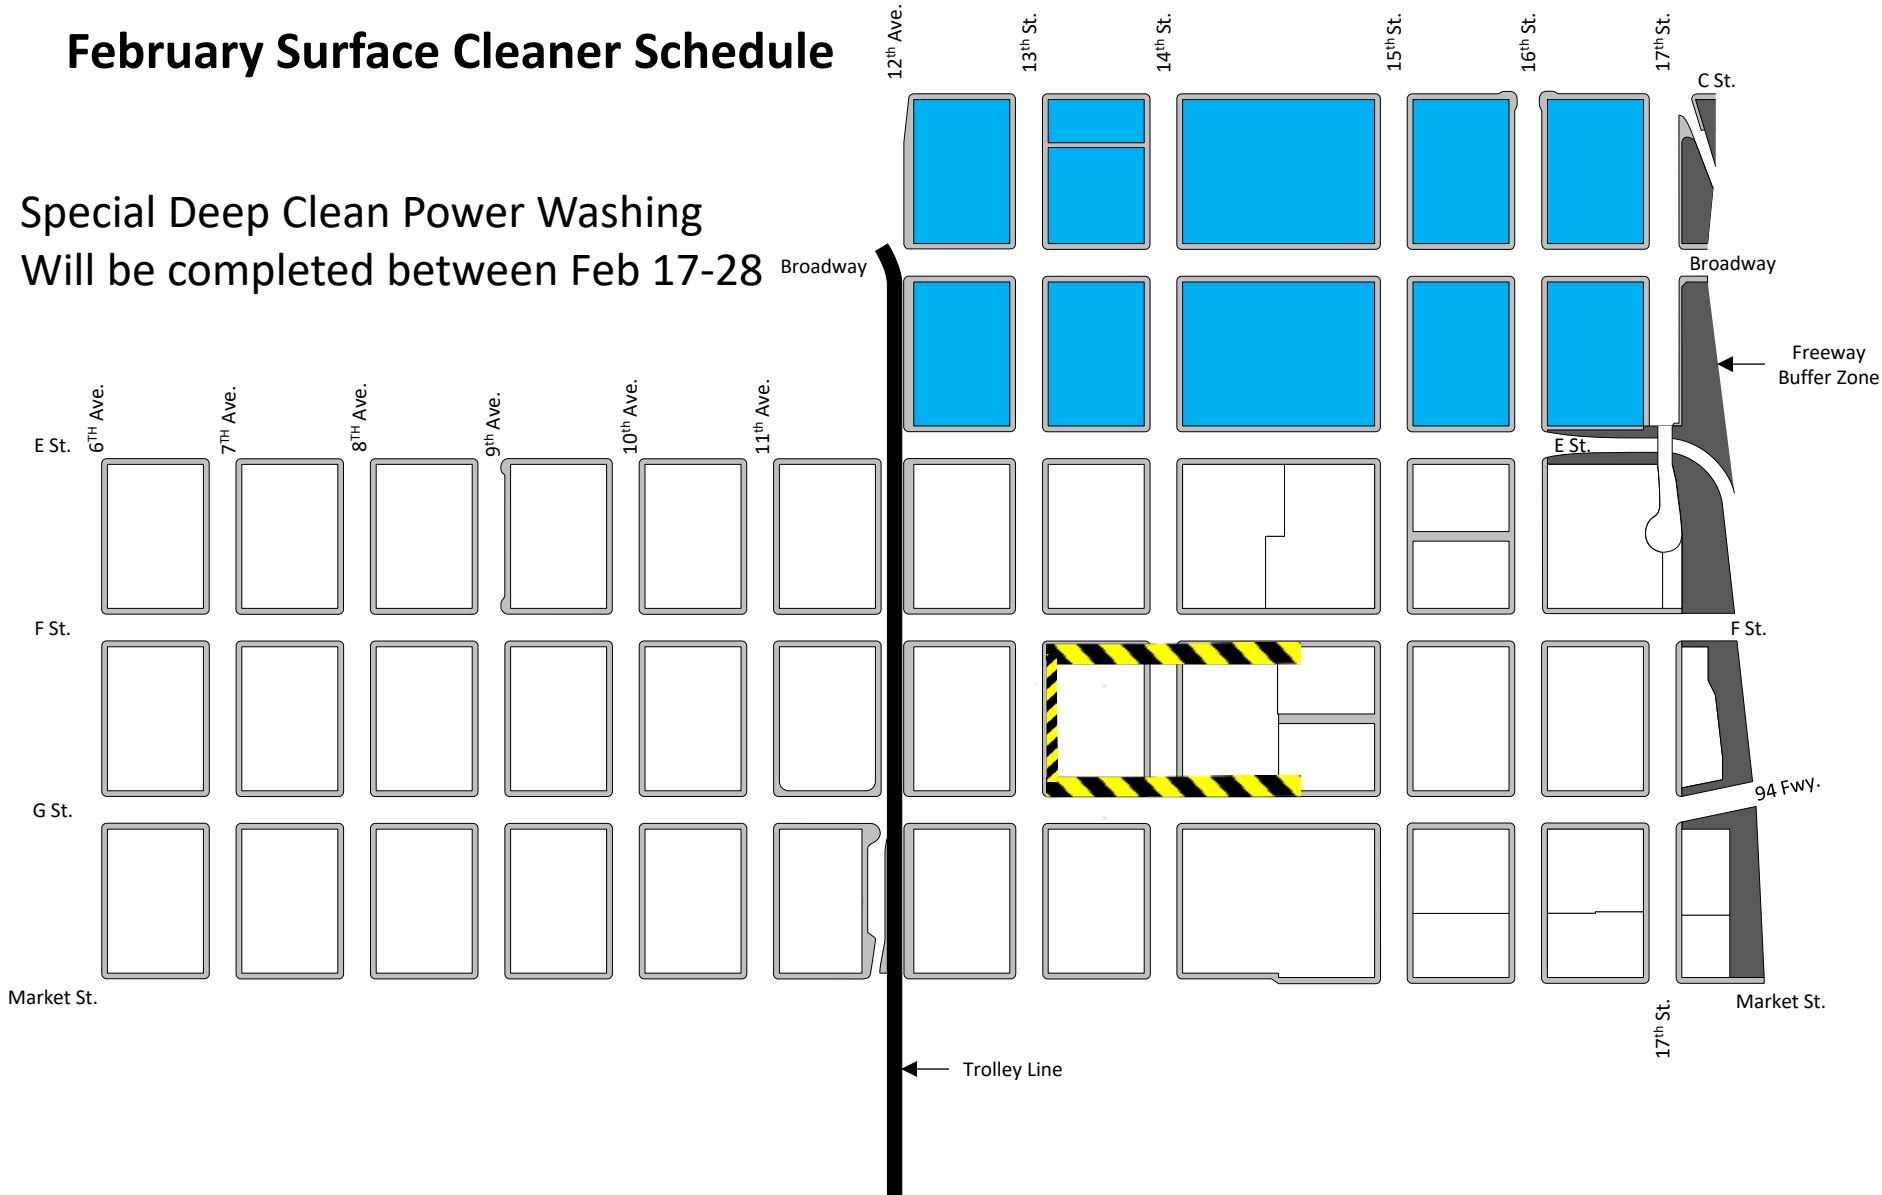 February Surface Cleaner Schedule
12th Ave.
13th St.
14th St.
15th St.
16th St.
17th St.
C St.
Special Deep Clean Power Washing
Will be completed between Feb 17-28
Broadway
Broadway
Freeway
Buffer Zone
6TH Ave.
7TH Ave.
8TH Ave.
9th Ave.
10th Ave.
11th Ave.
E St.
E St.
F St.
F St.
G St.
94 Fwy.
Market St.
Market St.
17th St.
Trolley Line